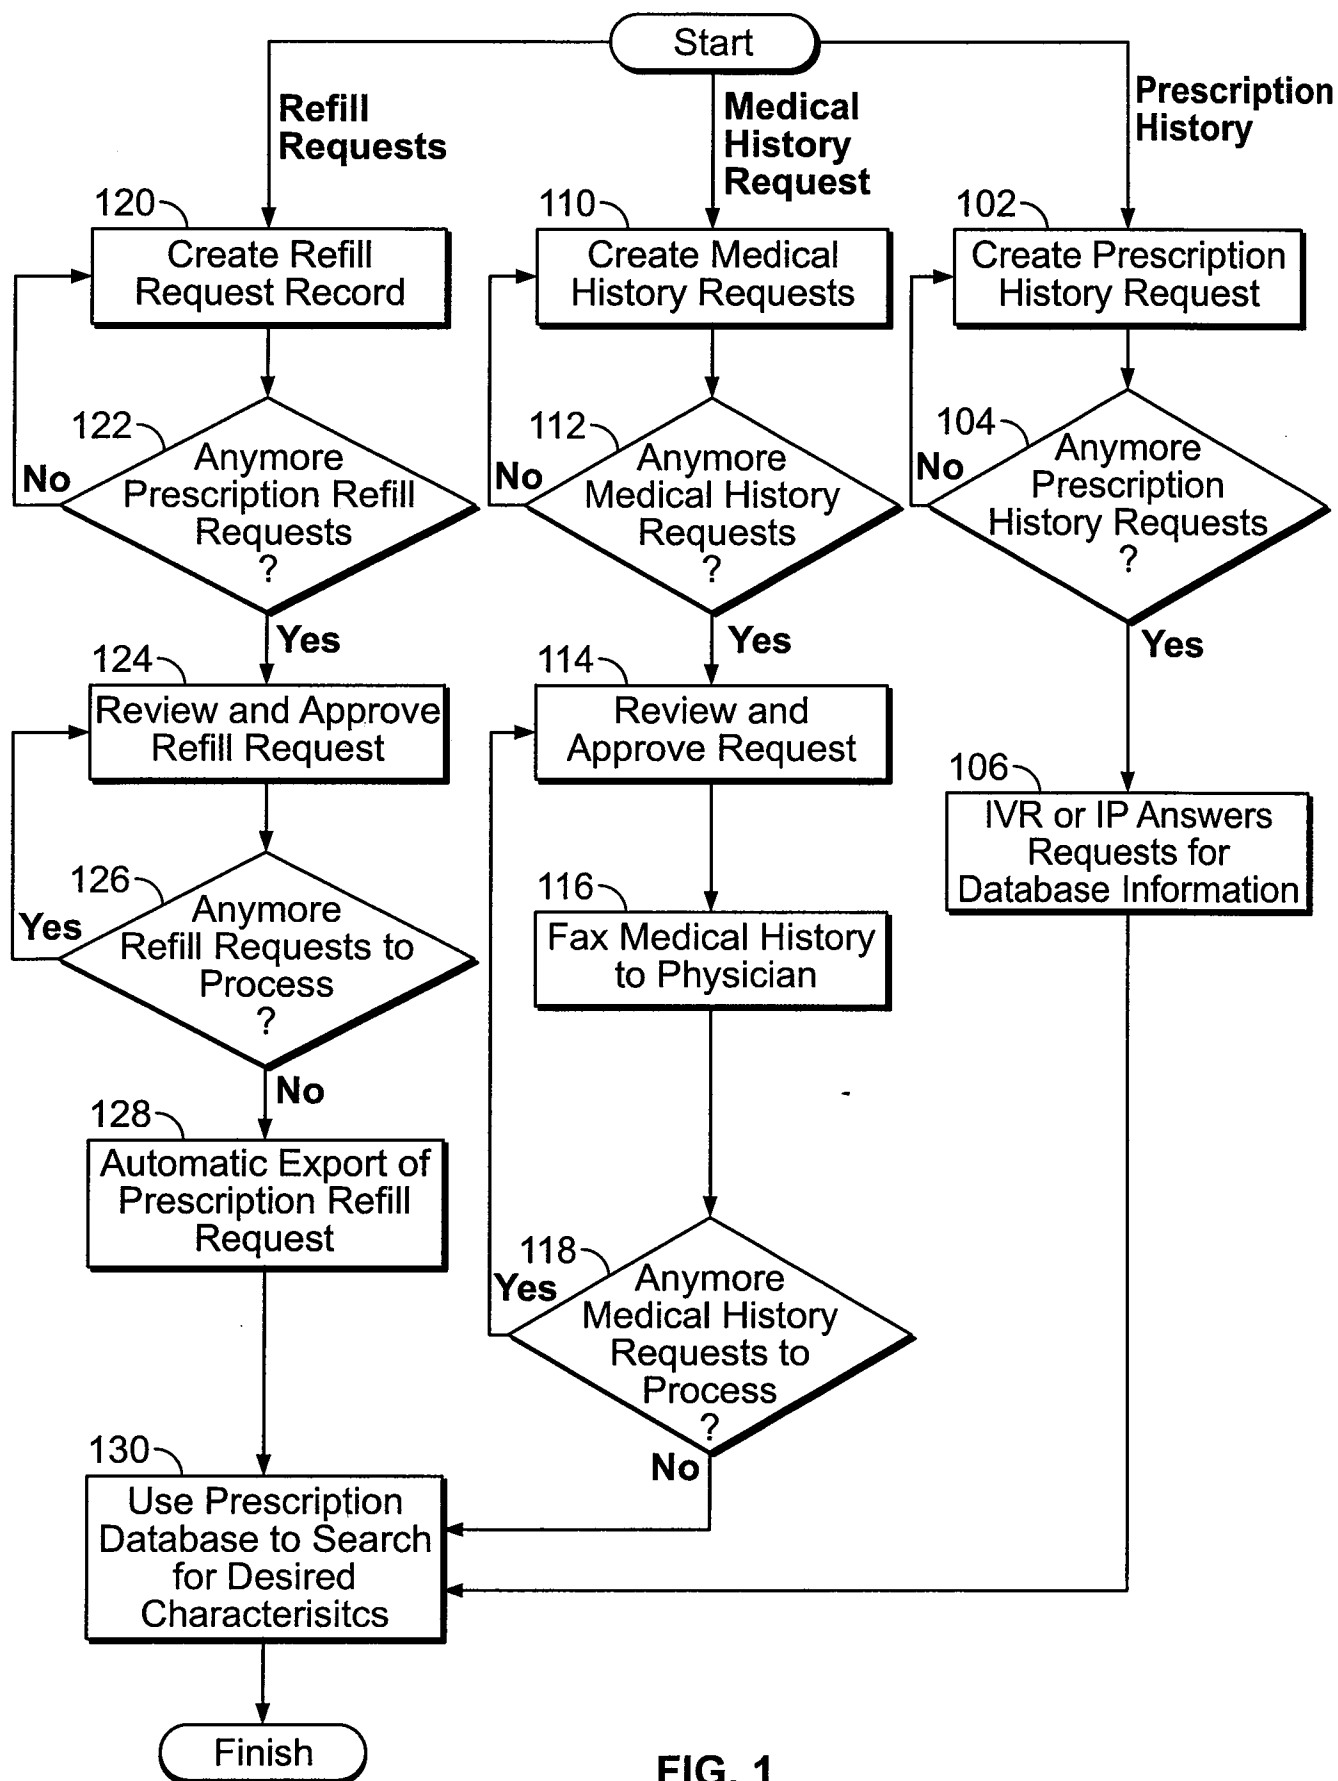 Start
Refill
Requests
Medical
History
Request
Prescription
History
120
Create Refill
Request Record
110
Create Medical
History Requests
102
Create Prescription
History Request
122
Anymore
Prescription Refill
Requests
?
No
Yes
112
Anymore
Medical History
Requests
?
No
Yes
104
Anymore
Prescription
History Requests
?
No
Yes
124
Review and Approve
Refill Request
114
Review and
Approve Request
106
IVR or IP Answers
Requests for
Database Information
126
Anymore
Refill Requests to
Process
?
Yes
No
116
Fax Medical History
to Physician
128
Automatic Export of
Prescription Refill
Request
118
Anymore
Medical History
Requests to
Process
?
Yes
No
130
Use Prescription
Database to Search
for Desired
Characterisitcs
Finish
FIG. 1